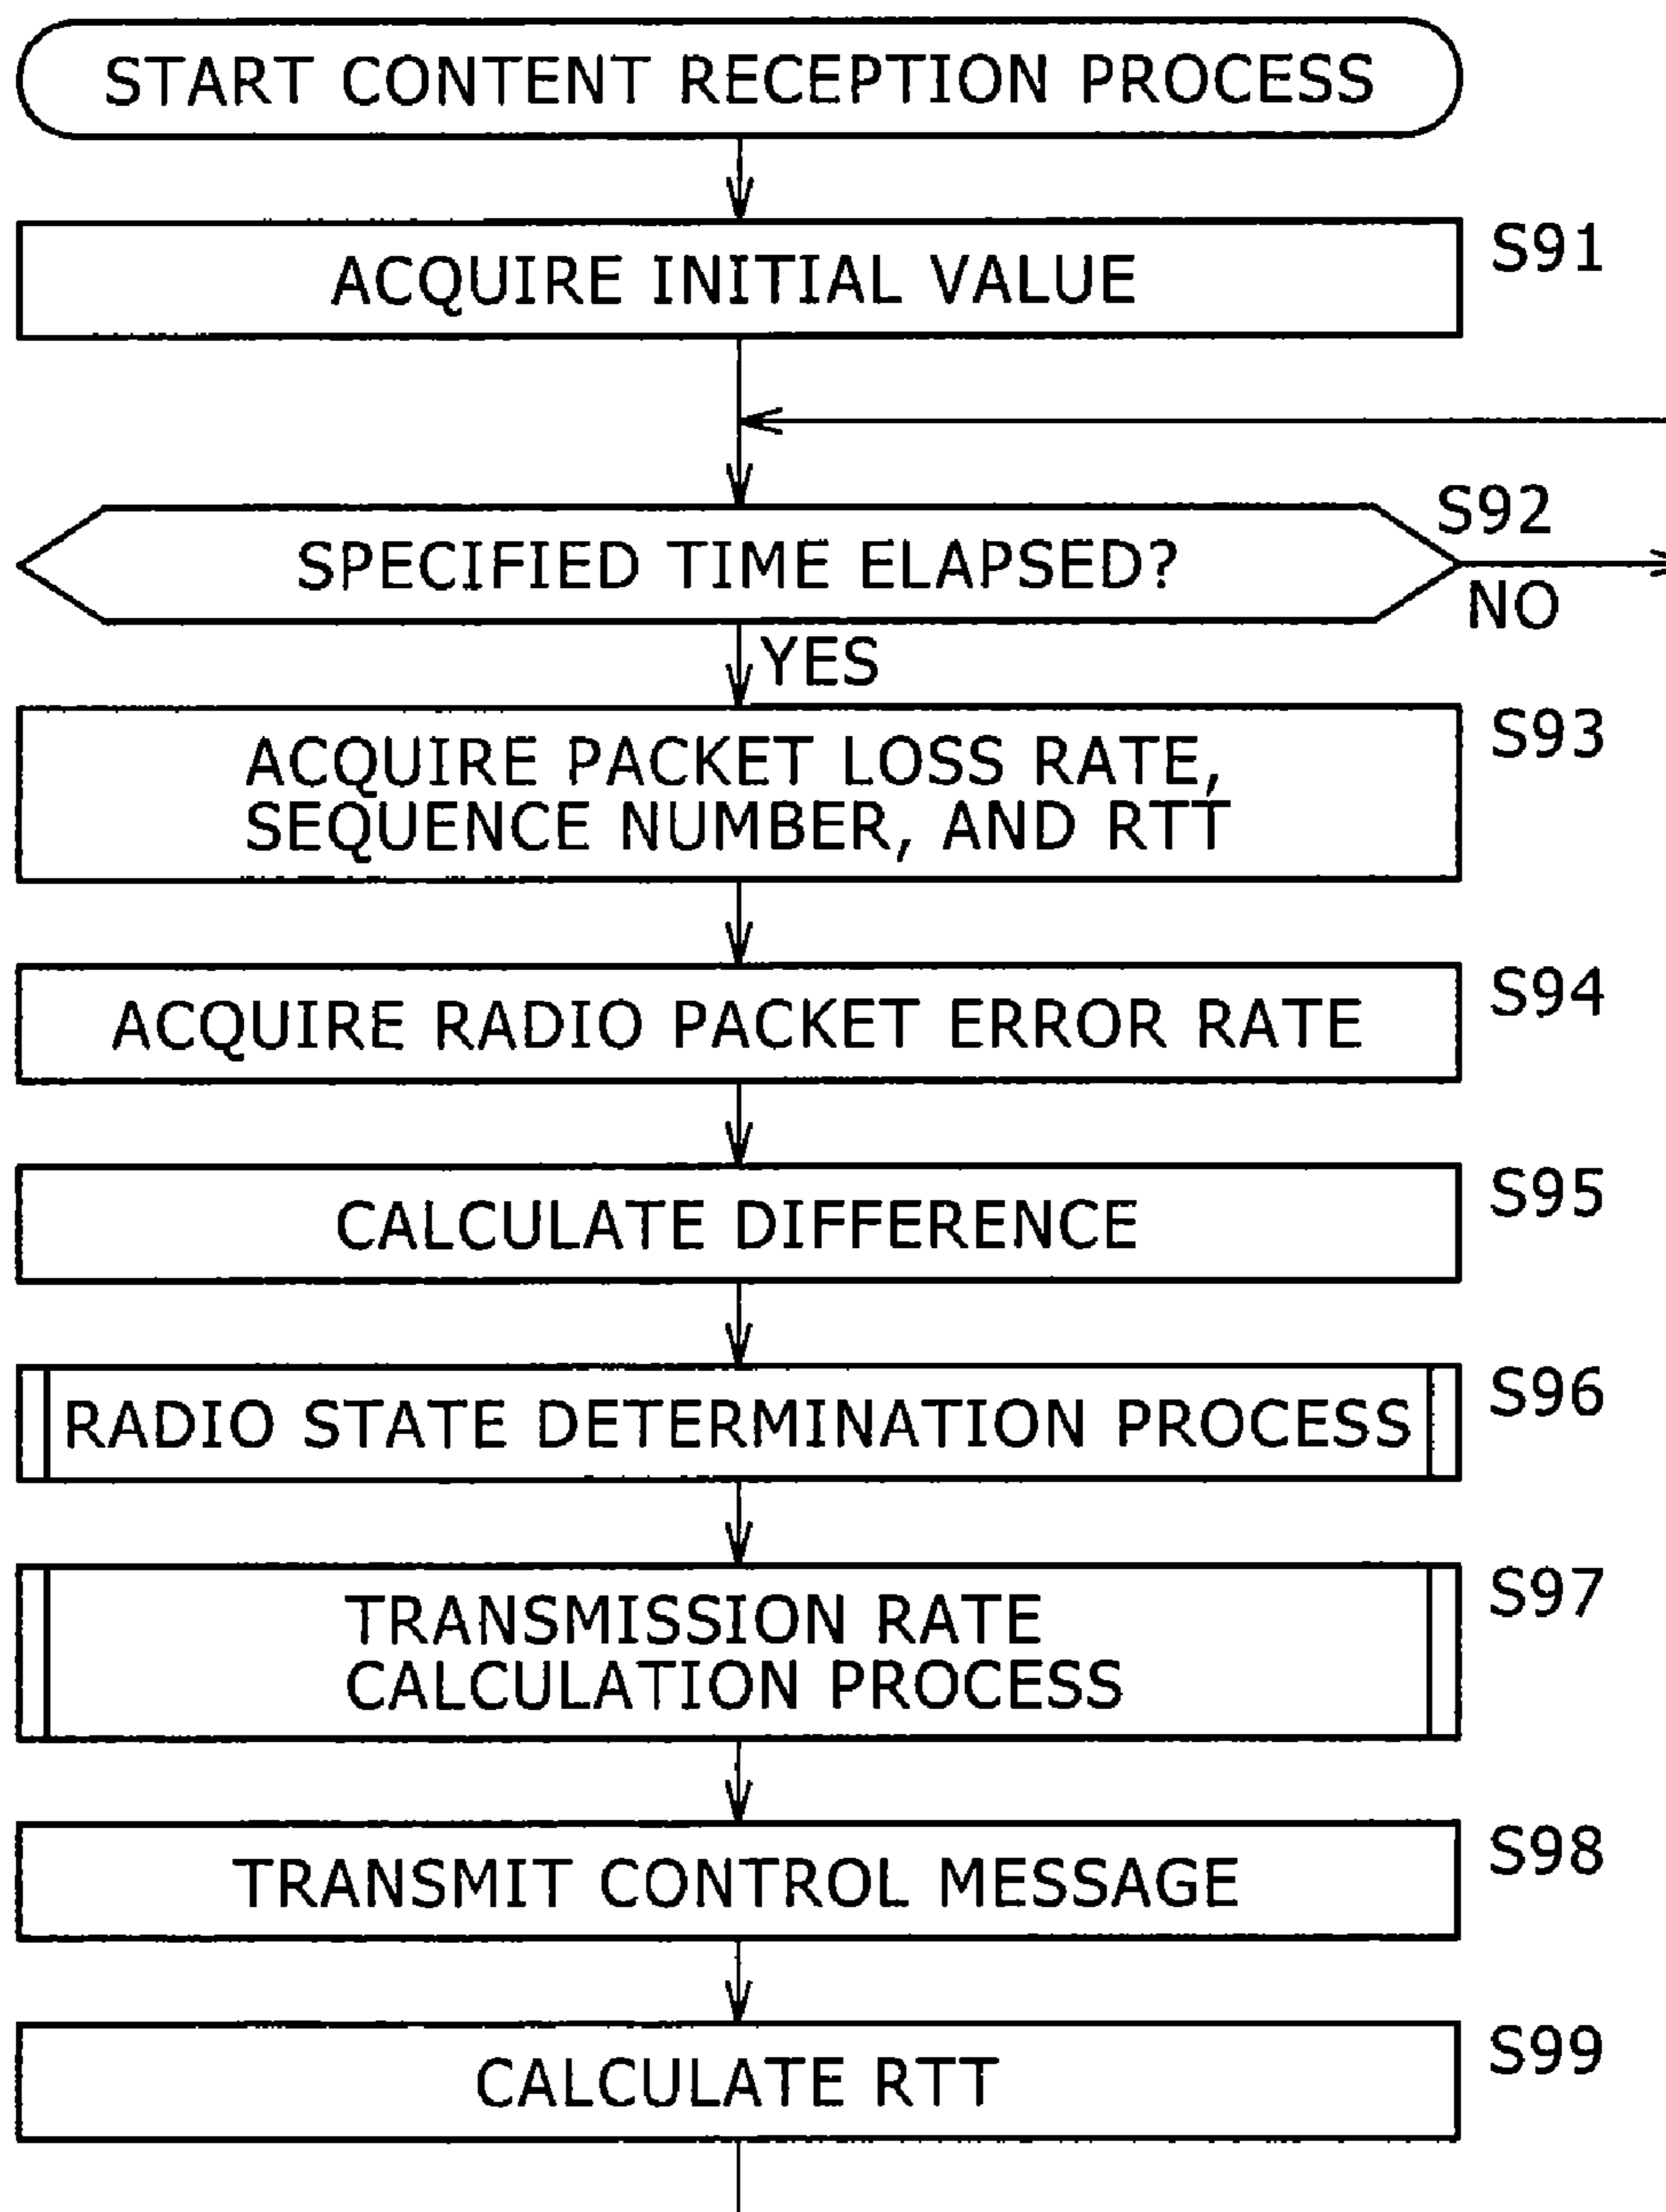 START CONTENT RECEPTION PROCESS
S91
ACQUIRE INITIAL VALUE
S92
SPECIFIED TIME ELAPSED?
NO
YES
S93
ACQUIRE PACKET LOSS RATE,
SEQUENCE NUMBER, AND RTT
S94
ACQUIRE RADIO PACKET ERROR RATE
S95
CALCULATE DIFFERENCE
S96
RADIO STATE DETERMINATION PROCESS
S97
TRANSMISSION RATE
CALCULATION PROCESS
S98
TRANSMIT CONTROL MESSAGE
S99
CALCULATE RTT